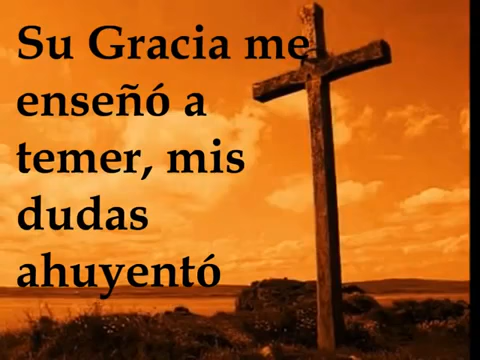 Su Gracia me
enseñó a
temer, mis
dudas
ahuyentó